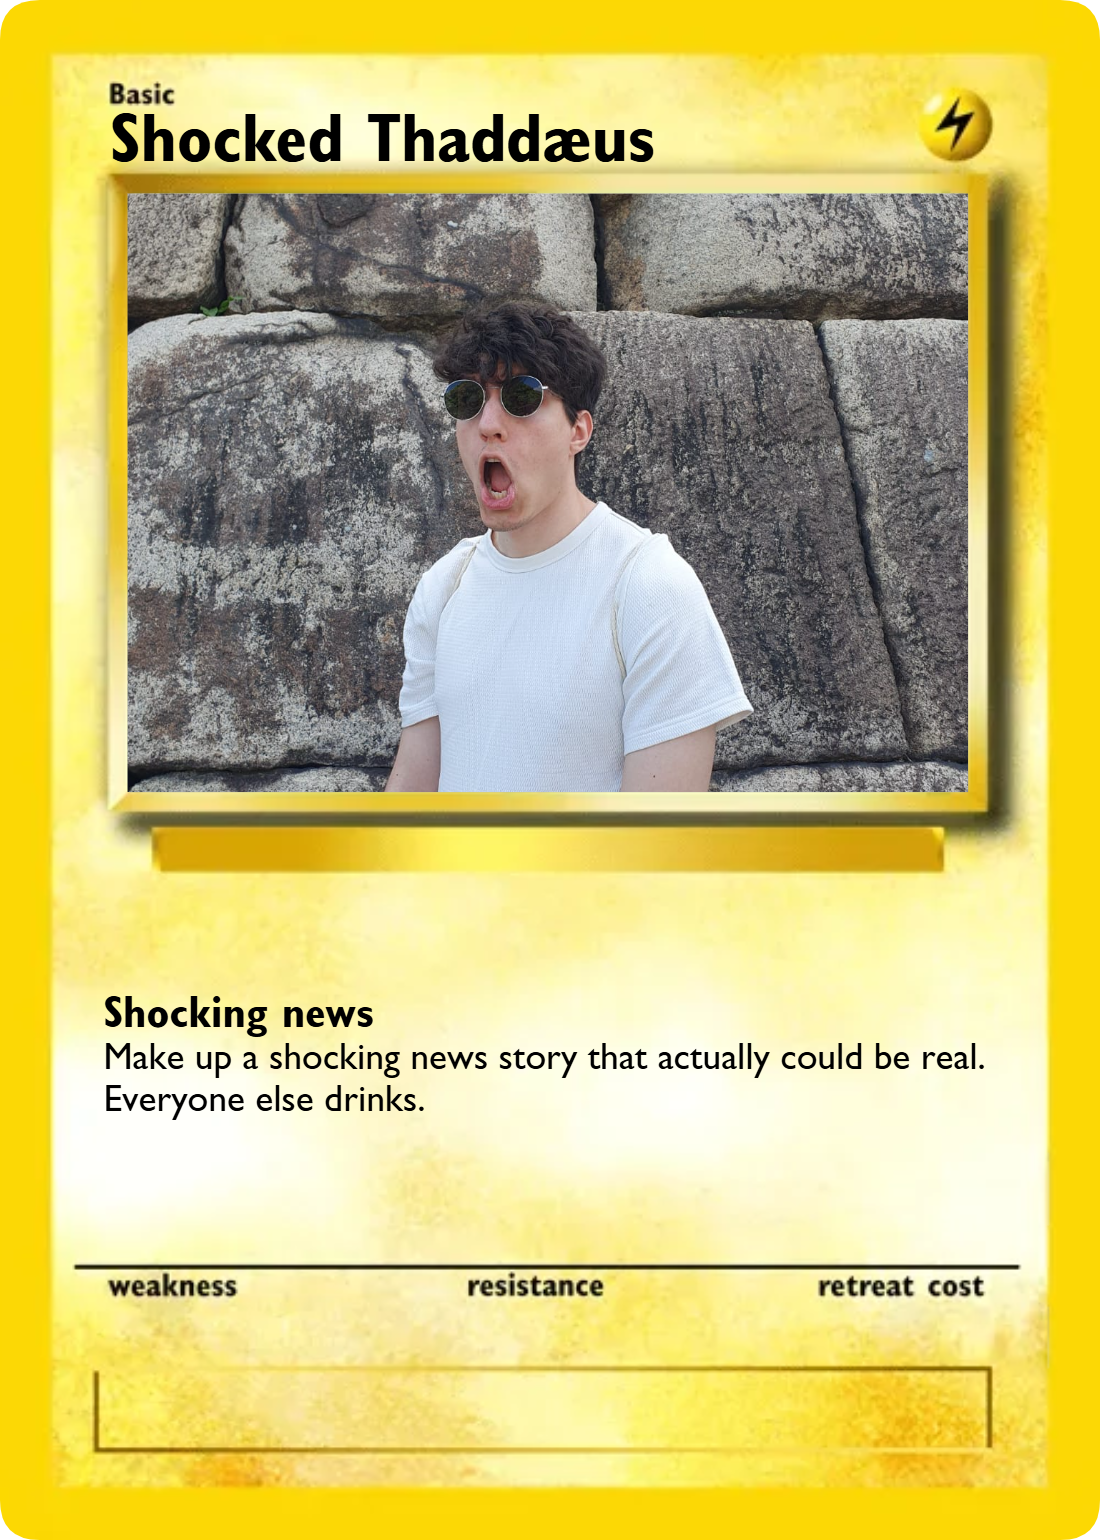 Basic
Shocked Thaddæus
Shocking news
Make up a shocking news story that actually could be real.
Everyone else drinks.
weakness resistance retreat cost